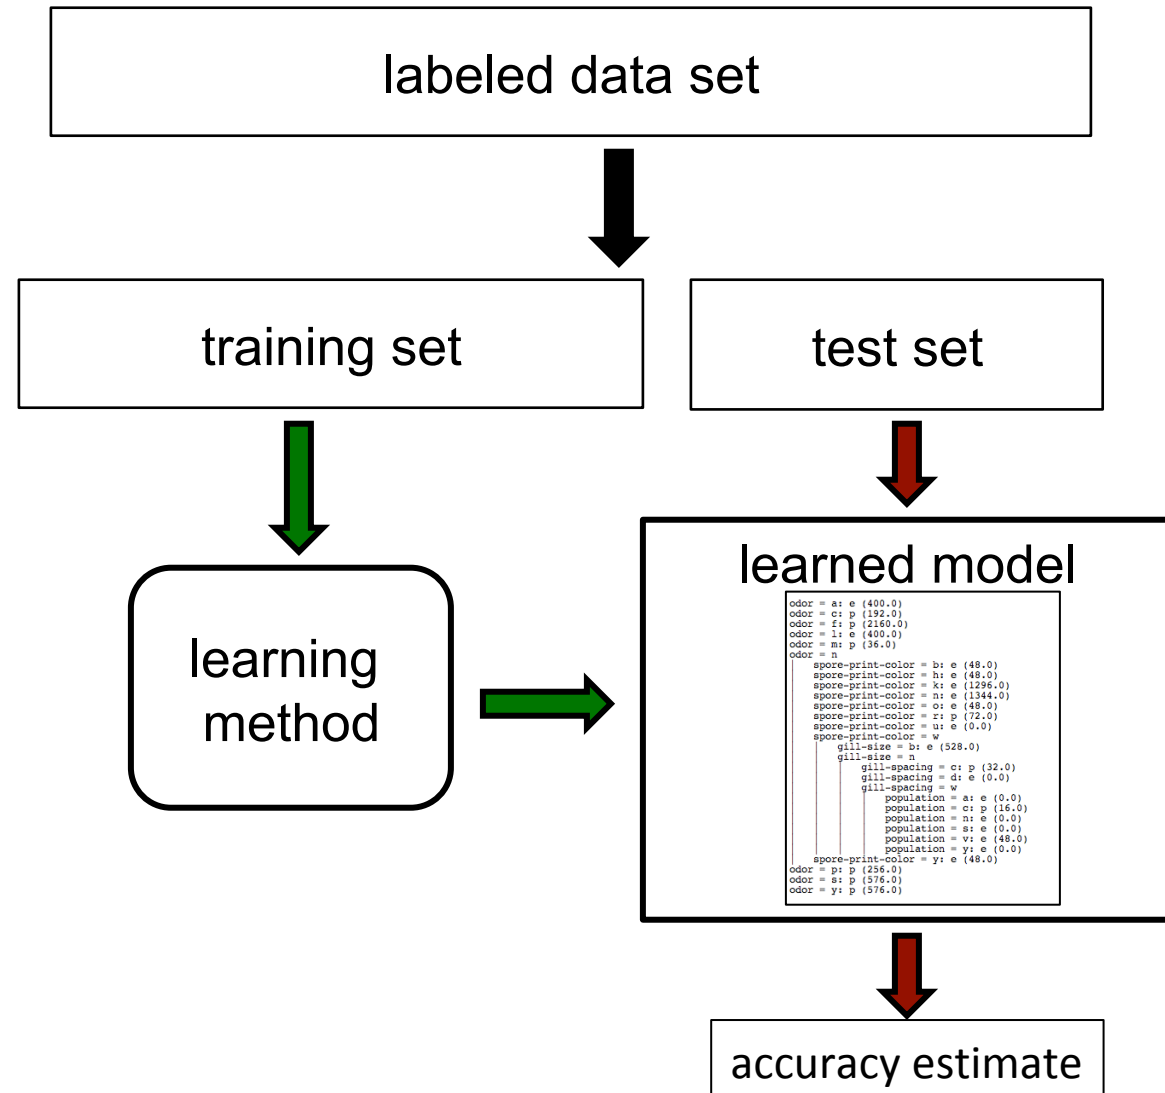 labeled data set
training set
test set
learning
method
learned model
odor = a: e (400.0)
odor = c: p (192.0)
odor = f: p (2160.0)
odor = l: e (400.0)
odor = m: p (36.0)
odor = n
|   spore-print-color = b: e (48.0)
|   spore-print-color = h: e (48.0)
|   spore-print-color = k: e (1296.0)
|   spore-print-color = n: e (1344.0)
|   spore-print-color = o: e (48.0)
|   spore-print-color = r: p (72.0)
|   spore-print-color = u: e (0.0)
|   spore-print-color = w
|   |   gill-size = b: e (528.0)
|   |   gill-size = n
|   |   |   gill-spacing = c: p (32.0)
|   |   |   gill-spacing = d: e (0.0)
|   |   |   gill-spacing = w
|   |   |   |   population = a: e (0.0)
|   |   |   |   population = c: p (16.0)
|   |   |   |   population = n: e (0.0)
|   |   |   |   population = s: e (0.0)
|   |   |   |   population = v: e (48.0)
|   |   |   |   population = y: e (0.0)
|   spore-print-color = y: e (48.0)
odor = p: p (256.0)
odor = s: p (576.0)
odor = y: p (576.0)
accuracy estimate